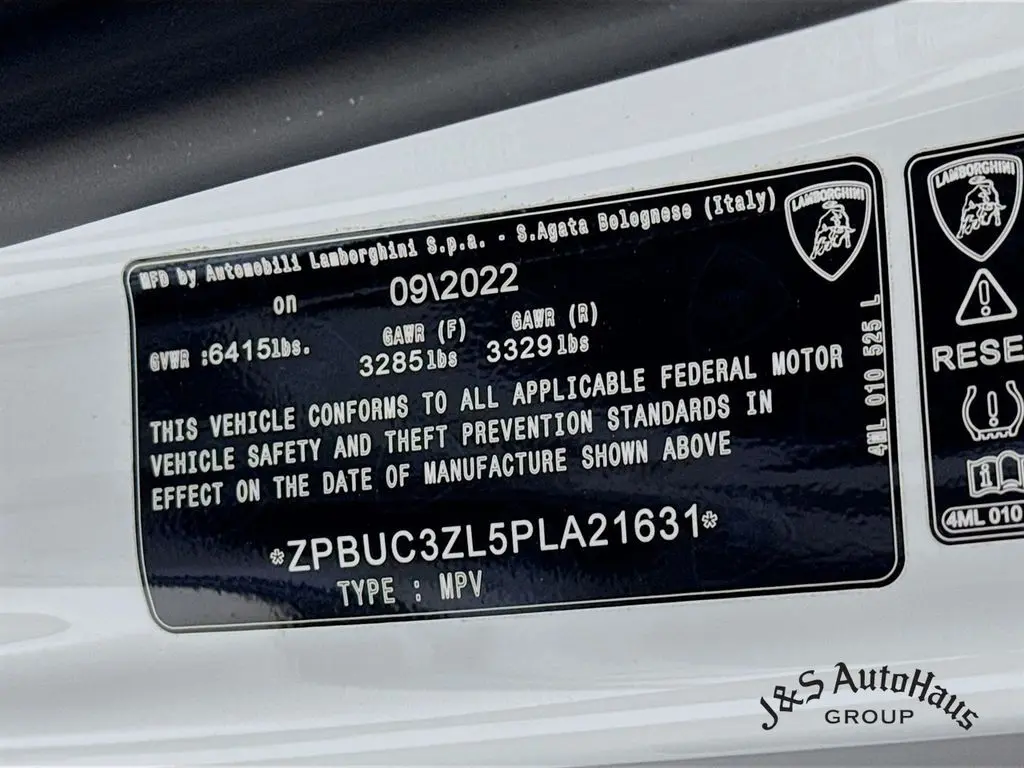 MFD by Automobili Lamborghini S.p.a. - S.Agata Bolognese (Italy)
on 09\2022
GAWR (F) GAWR (R)
GVWR :6415lbs. 3285lbs 3329lbs
THIS VEHICLE CONFORMS TO ALL APPLICABLE FEDERAL MOTOR
VEHICLE SAFETY AND THEFT PREVENTION STANDARDS IN
EFFECT ON THE DATE OF MANUFACTURE SHOWN ABOVE
*ZPBUC3ZL5PLA21631*
TYPE : MPV
LAMBORGHINI
4ML 010 525 L
LAMBORGHINI
RESE
4ML 010
J&S AutoHaus
GROUP